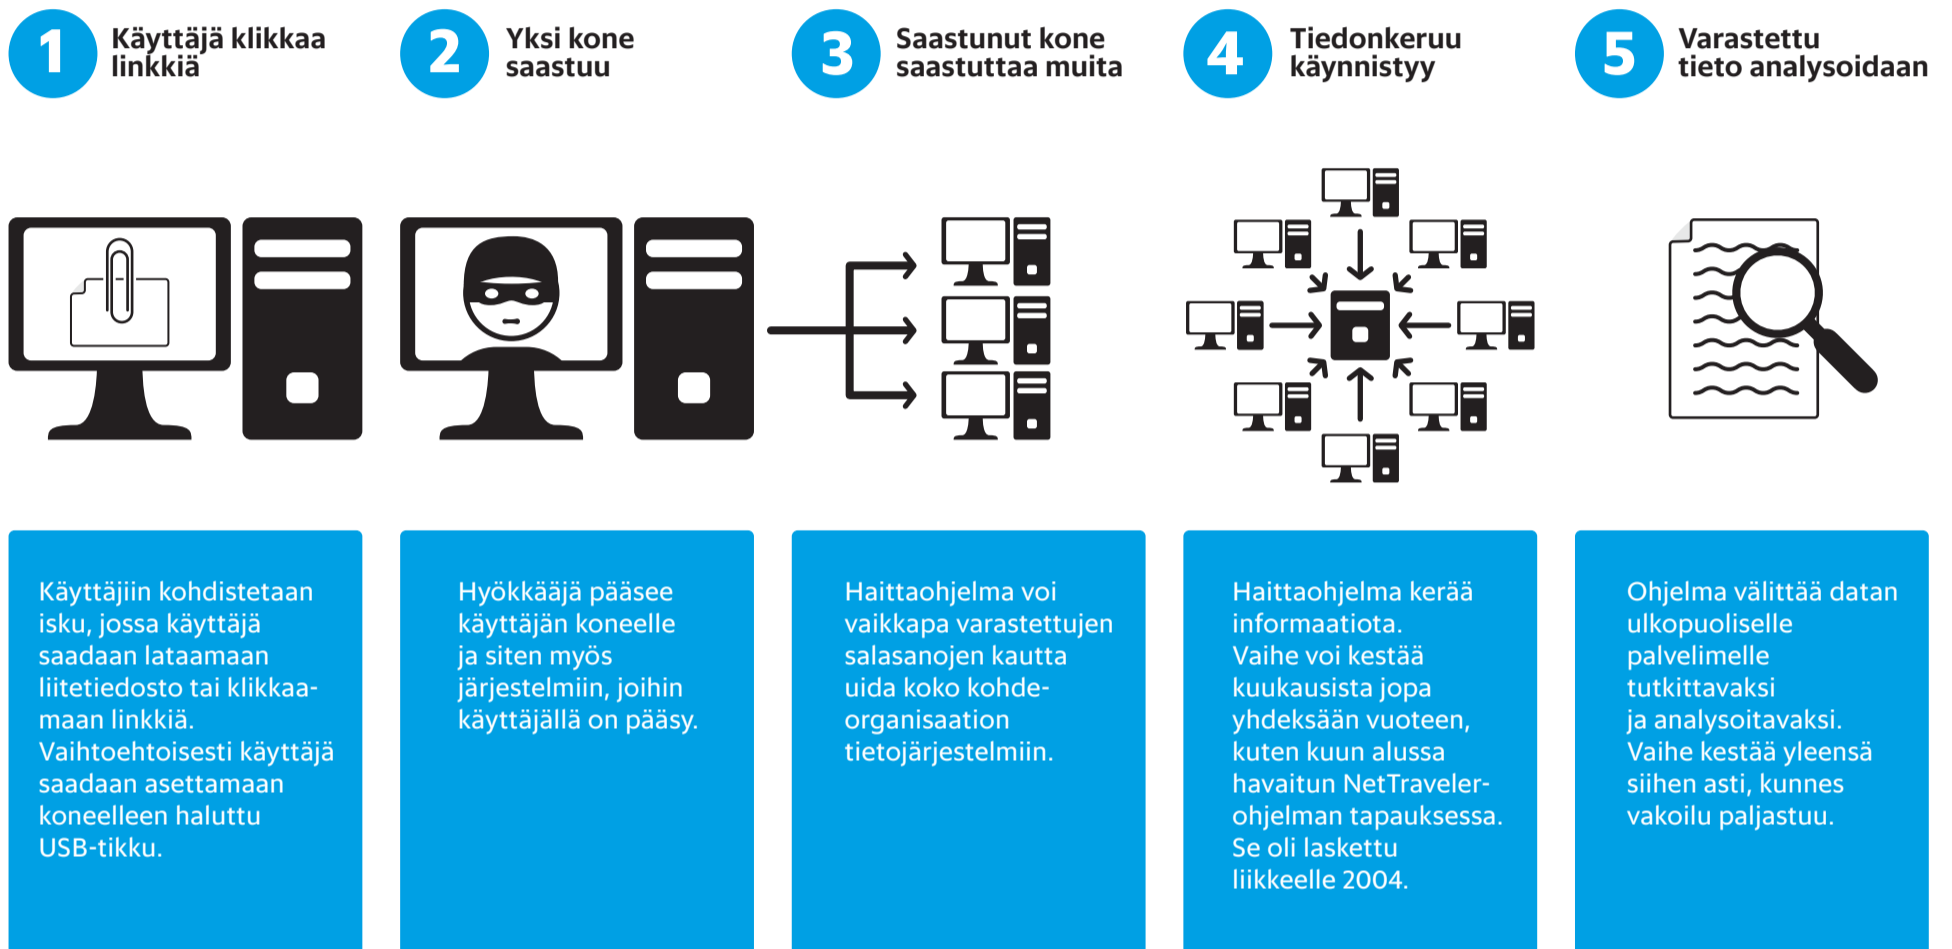 1
Käyttäjä klikkaa
linkkiä
2
Yksi kone
saastuu
3
Saastunut kone
saastuttaa muita
4
Tiedonkeruu
käynnistyy
5
Varastettu
tieto analysoidaan
Käyttäjiin kohdistetaan
isku, jossa käyttäjä
saadaan lataamaan
liitetiedosto tai klikkaa-
maan linkkiä.
Vaihtoehtoisesti käyttäjä
saadaan asettamaan
koneelleen haluttu
USB-tikku.
Hyökkääjä pääsee
käyttäjän koneelle
ja siten myös
järjestelmiin, joihin
käyttäjällä on pääsy.
Haittaohjelma voi
vaikkapa varastettujen
salasanojen kautta
uida koko kohde-
organisaation
tietojärjestelmiin.
Haittaohjelma kerää
informaatiota.
Vaihe voi kestää
kuukausista jopa
yhdeksään vuoteen,
kuten kuun alussa
havaitun NetTraveler-
ohjelman tapauksessa.
Se oli laskettu
liikkeelle 2004.
Ohjelma välittää datan
ulkopuoliselle
palvelimelle
tutkittavaksi
ja analysoitavaksi.
Vaihe kestää yleensä
siihen asti, kunnes
vakoilu paljastuu.